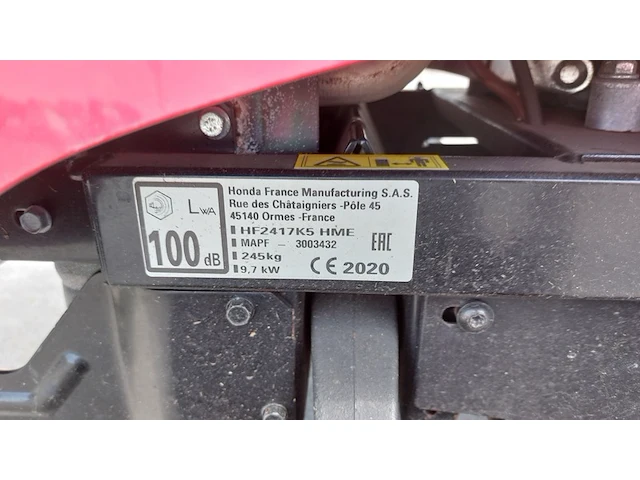 Honda France Manufacturing S.A.S.
Rue des Châtaigniers -Pôle 45
45140 Ormes -France
LWA
100 dB
HF2417K5 HME
MAPF - 3003432
245kg
9,7 kW
EAC
CE 2020